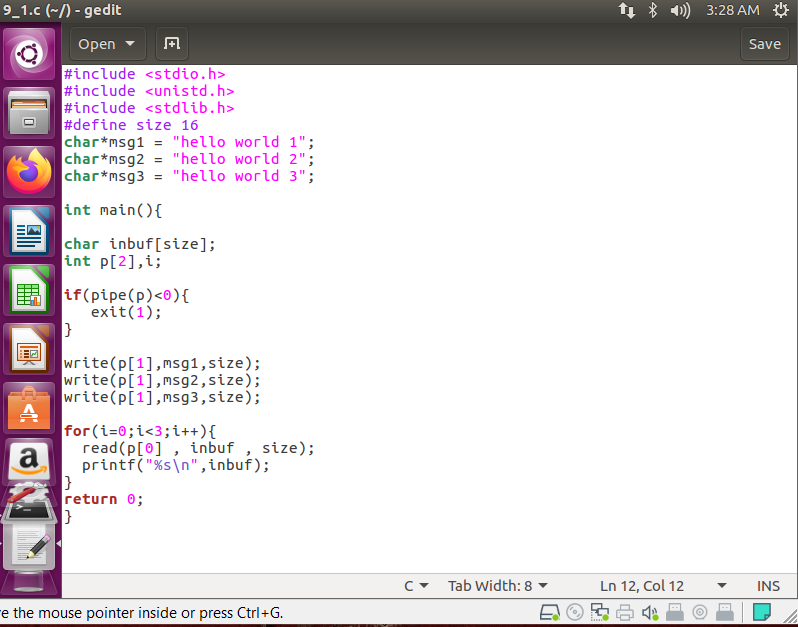 9_1.c (~/) - gedit
3:28 AM
Open
Save
#include <stdio.h>
#include <unistd.h>
#include <stdlib.h>
#define size 16
char*msg1 = "hello world 1";
char*msg2 = "hello world 2";
char*msg3 = "hello world 3";
int main(){
char inbuf[size];
int p[2],i;
if(pipe(p)<0){
exit(1);
}
write(p[1],msg1,size);
write(p[1],msg2,size);
write(p[1],msg3,size);
for(i=0;i<3;i++){
read(p[0] , inbuf , size);
printf("%s\n",inbuf);
}
return 0;
}
C
Tab Width: 8
Ln 12, Col 12
INS
the mouse pointer inside or press Ctrl+G.